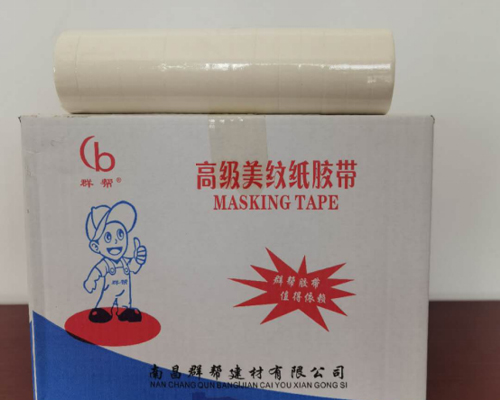 群帮®
高级美纹纸胶带
MASKING TAPE
群帮
群帮胶带
值得依赖
南昌群帮建材有限公司
NAN CHANG QUN BANG JIAN CAI YOU XIAN GONG SI